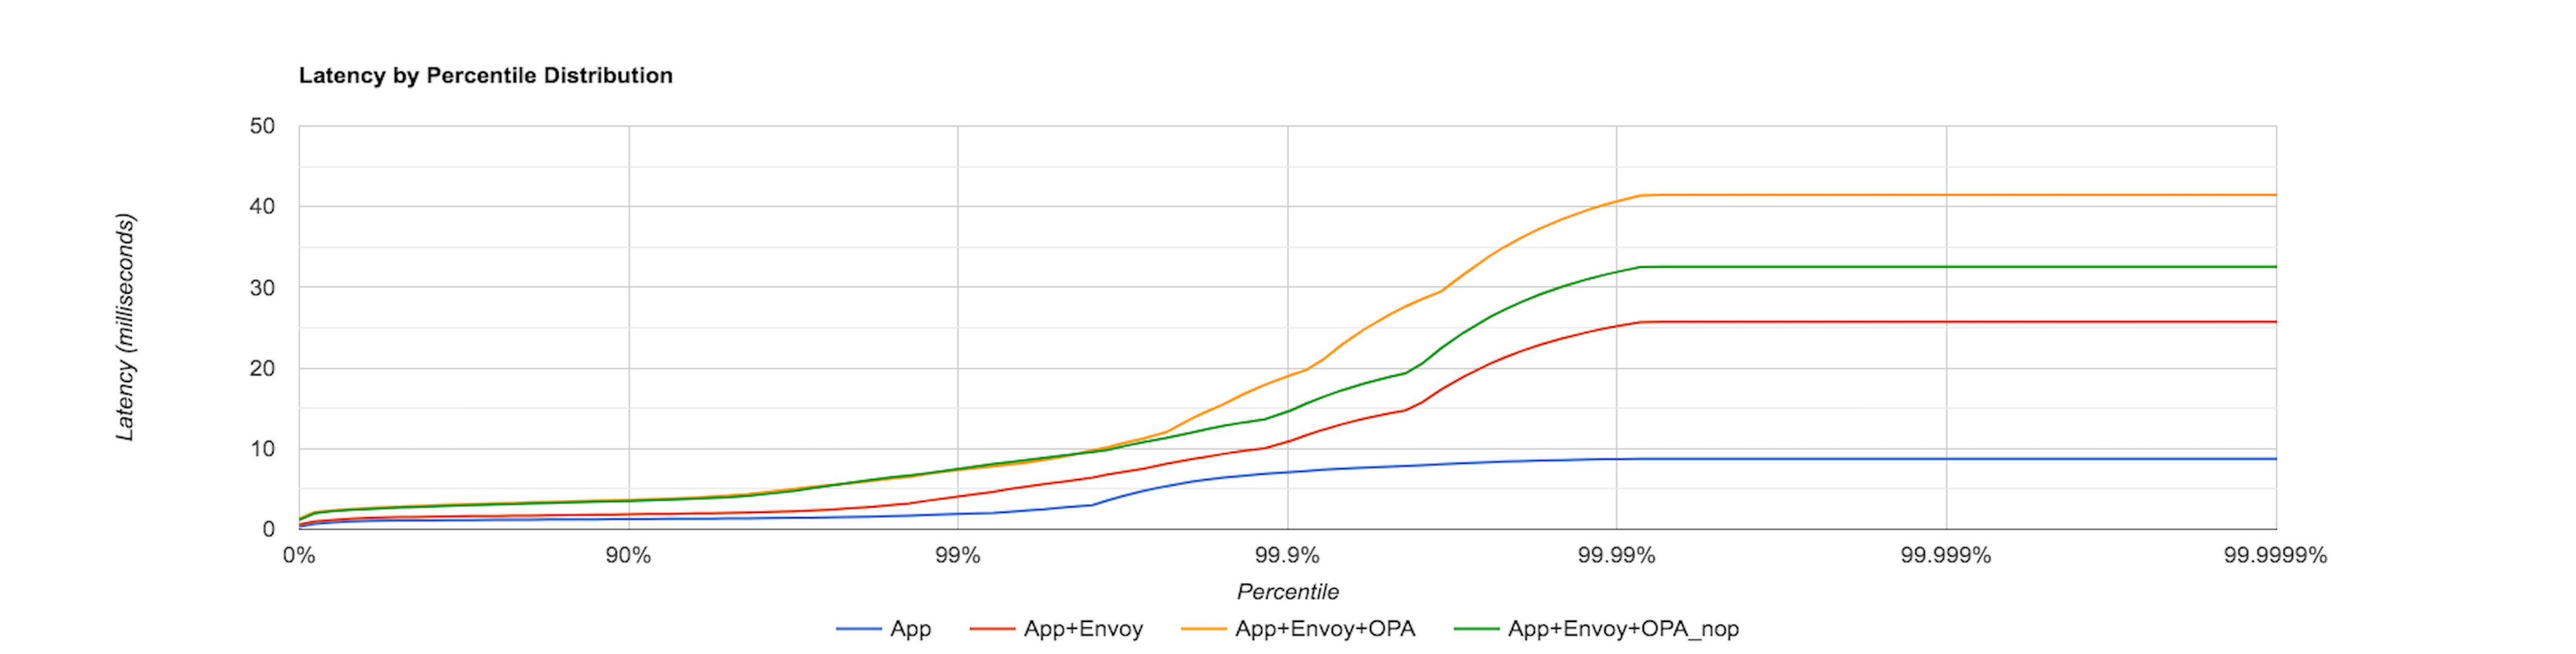 Latency by Percentile Distribution
50
40
30
20
10
0
Latency (milliseconds)
0% 90% 99% 99.9% 99.99% 99.999% 99.9999%
Percentile
App App+Envoy App+Envoy+OPA App+Envoy+OPA_nop